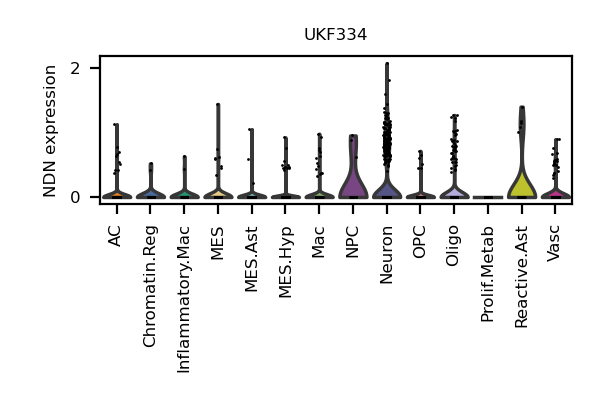 UKF334
NDN expression
2
0
AC
Chromatin.Reg
Inflammatory.Mac
MES
MES.Ast
MES.Hyp
Mac
NPC
Neuron
OPC
Oligo
Prolif.Metab
Reactive.Ast
Vasc